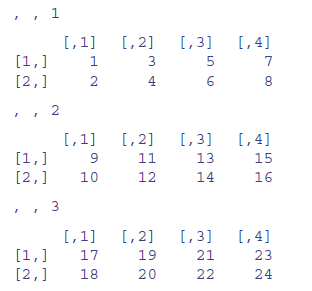 , , 1
     [,1] [,2] [,3] [,4]
[1,]    1    3    5    7
[2,]    2    4    6    8
, , 2
     [,1] [,2] [,3] [,4]
[1,]    9   11   13   15
[2,]   10   12   14   16
, , 3
     [,1] [,2] [,3] [,4]
[1,]   17   19   21   23
[2,]   18   20   22   24